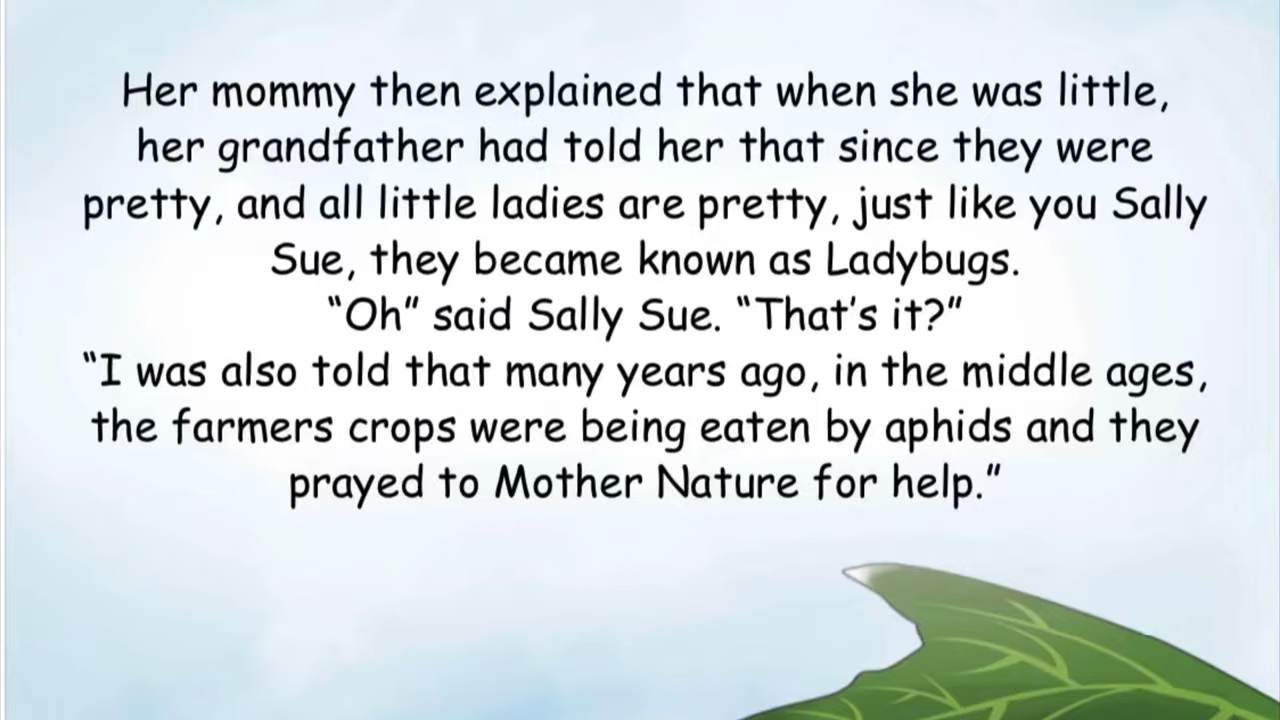 Her mommy then explained that when she was little,
her grandfather had told her that since they were
pretty, and all little ladies are pretty, just like you Sally
Sue, they became known as Ladybugs.
“Oh” said Sally Sue. “That’s it?”
“I was also told that many years ago, in the middle ages,
the farmers crops were being eaten by aphids and they
prayed to Mother Nature for help.”